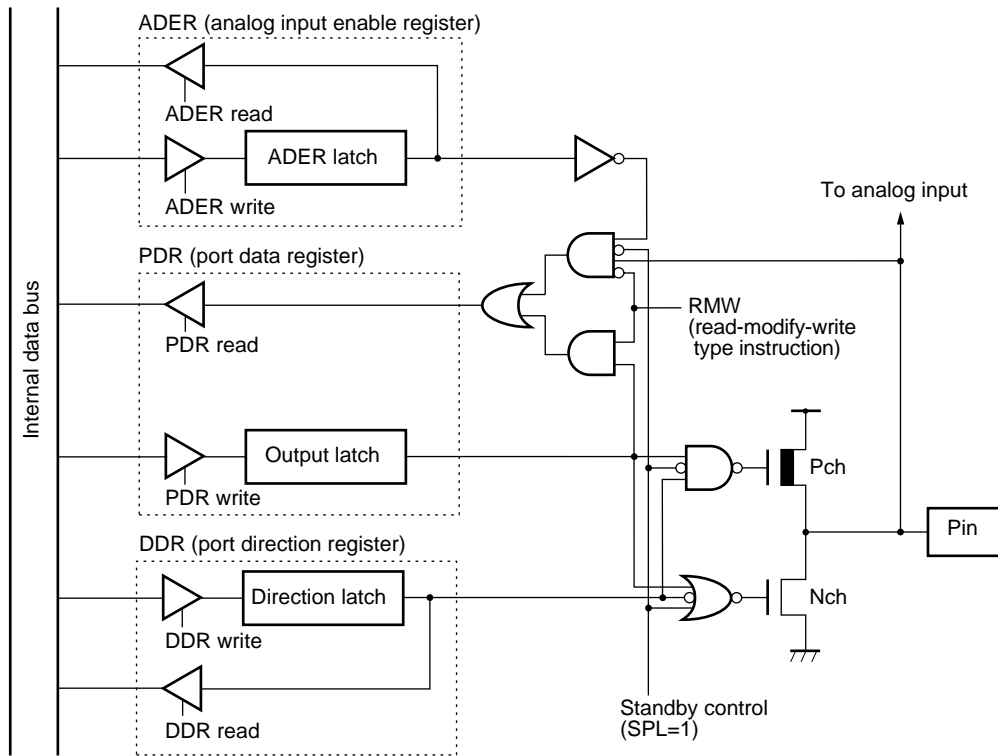 ADER (analog input enable register)
ADER read
ADER latch
ADER write
To analog input
PDR (port data register)
RMW
(read-modify-write
type instruction)
PDR read
Internal data bus
Output latch
Pch
PDR write
Pin
DDR (port direction register)
Direction latch
Nch
DDR write
Standby control
(SPL=1)
DDR read